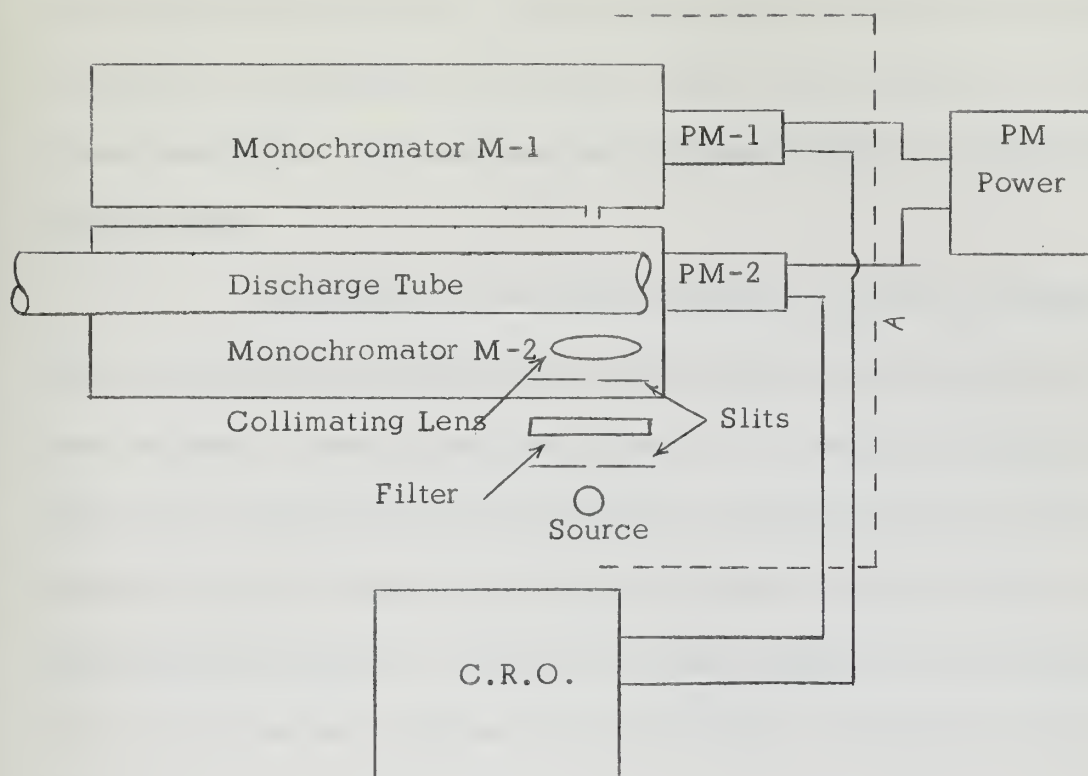 Monochromator M-1
PM-1
PM
Power
Discharge Tube
PM-2
Monochromator M-2
A
Collimating Lens
Slits
Filter
Source
C.R.O.